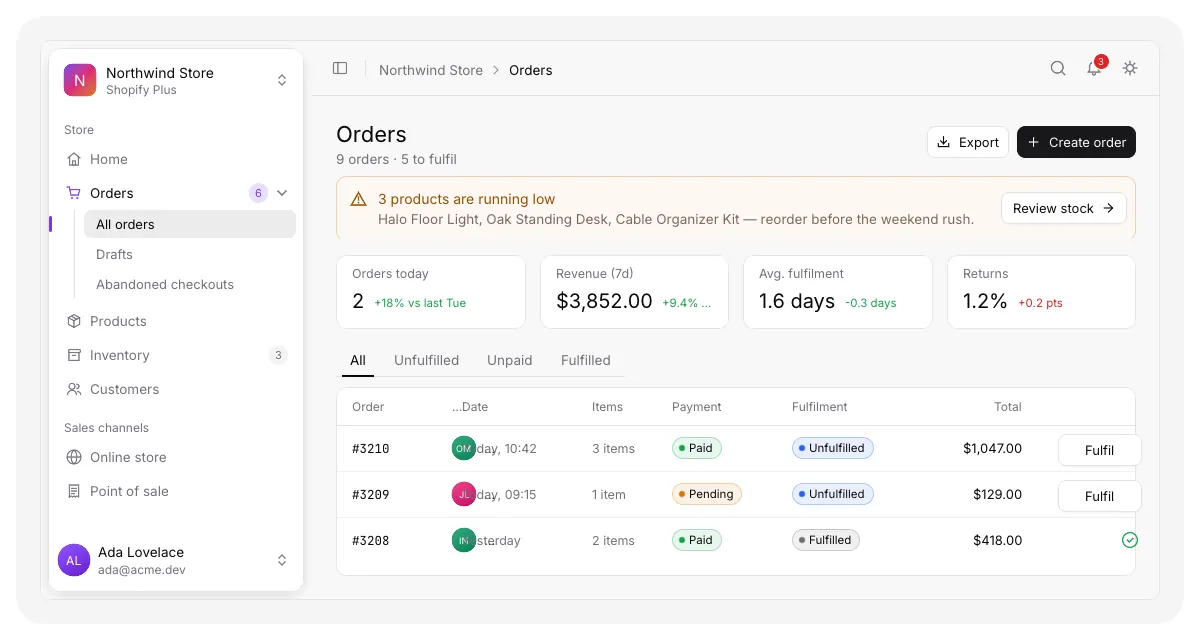 N
Northwind Store
Shopify Plus
Store
Home
Orders 6
All orders
Drafts
Abandoned checkouts
Products
Inventory 3
Customers
Sales channels
Online store
Point of sale
AL
Ada Lovelace
ada@acme.dev
Northwind Store > Orders
3
Orders
9 orders · 5 to fulfil
Export
+ Create order
3 products are running low
Halo Floor Light, Oak Standing Desk, Cable Organizer Kit — reorder before the weekend rush.
Review stock →
Orders today
2 +18% vs last Tue
Revenue (7d)
$3,852.00 +9.4% ...
Avg. fulfilment
1.6 days -0.3 days
Returns
1.2% +0.2 pts
All Unfulfilled Unpaid Fulfilled
Order ...Date Items Payment Fulfilment Total
#3210 OM day, 10:42 3 items Paid Unfulfilled $1,047.00 Fulfil
#3209 JL day, 09:15 1 item Pending Unfulfilled $129.00 Fulfil
#3208 sterday 2 items Paid Fulfilled $418.00